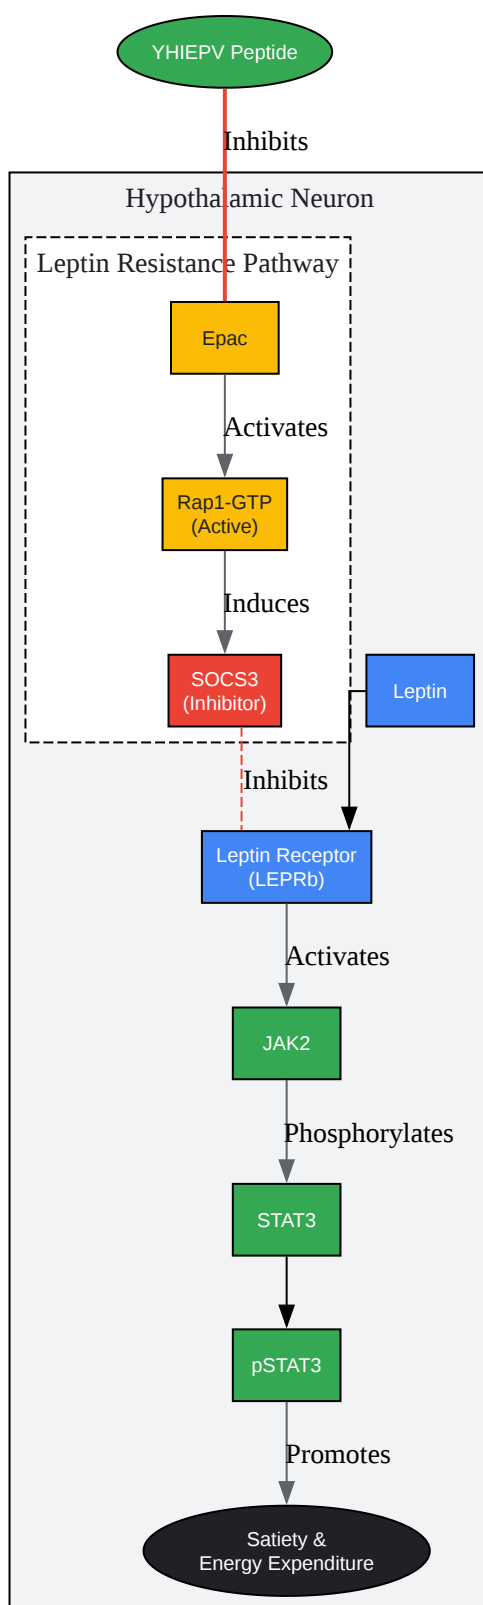 YHIEPV Peptide
Inhibits
Hypothalamic Neuron
Leptin Resistance Pathway
Epac
Activates
Rap1-GTP
(Active)
Induces
SOCS3
(Inhibitor)
Leptin
Inhibits
Leptin Receptor
(LEPRb)
Activates
JAK2
Phosphorylates
STAT3
pSTAT3
Promotes
Satiety &
Energy Expenditure